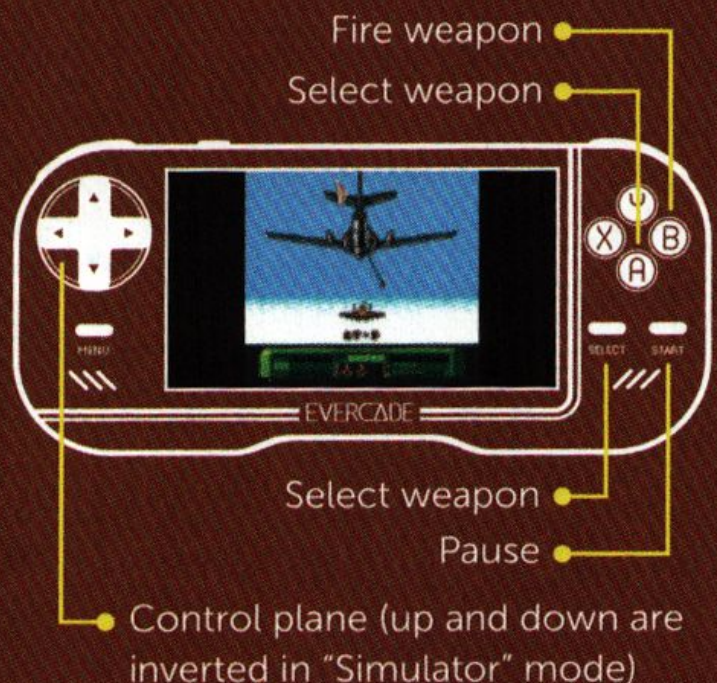 Fire weapon
Select weapon
X
B
A
MENU
SELECT
START
EVERCADE
Select weapon
Pause
Control plane (up and down are
inverted in "Simulator" mode)